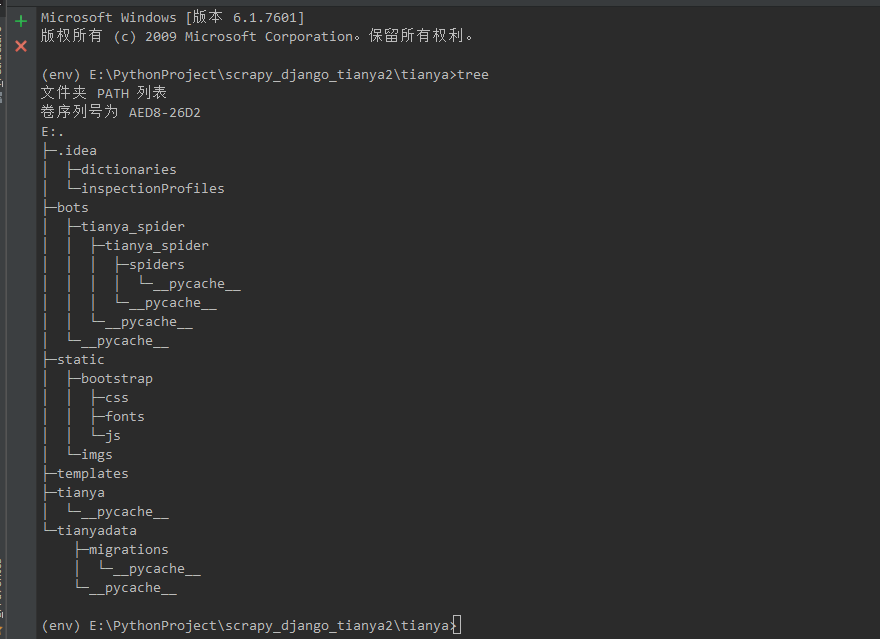 Microsoft Windows [版本 6.1.7601]
版权所有 (c) 2009 Microsoft Corporation。保留所有权利。
(env) E:\PythonProject\scrapy_django_tianya2\tianya>tree
文件夹 PATH 列表
卷序列号为 AED8-26D2
E:.
├─.idea
│  ├─dictionaries
│  └─inspectionProfiles
├─bots
│  ├─tianya_spider
│  │  ├─tianya_spider
│  │  │  ├─spiders
│  │  │  │  └─__pycache__
│  │  │  └─__pycache__
│  │  └─__pycache__
│  └─__pycache__
├─static
│  ├─bootstrap
│  │  ├─css
│  │  ├─fonts
│  │  └─js
│  └─imgs
├─templates
├─tianya
│  └─__pycache__
└─tianyadata
    ├─migrations
    │  └─__pycache__
    └─__pycache__
(env) E:\PythonProject\scrapy_django_tianya2\tianya>